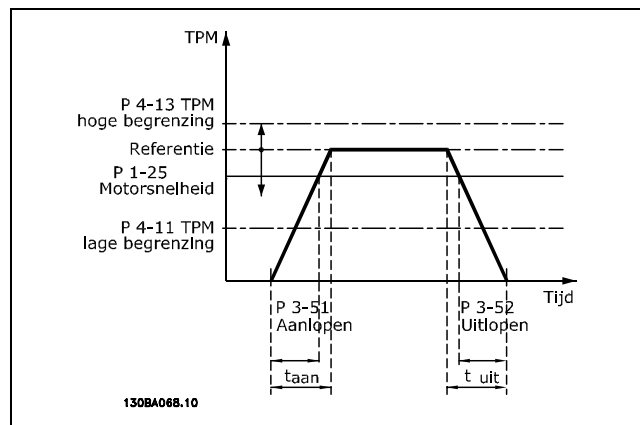 TPM
P 4-13 TPM
hoge begrenzing
Referentie
P 1-25
Motorsnelheid
P 4-11 TPM
lage begrenzing
Tijd
P 3-51
Aanlopen
P 3-52
Uitlopen
taan
t uit
130BA068.10